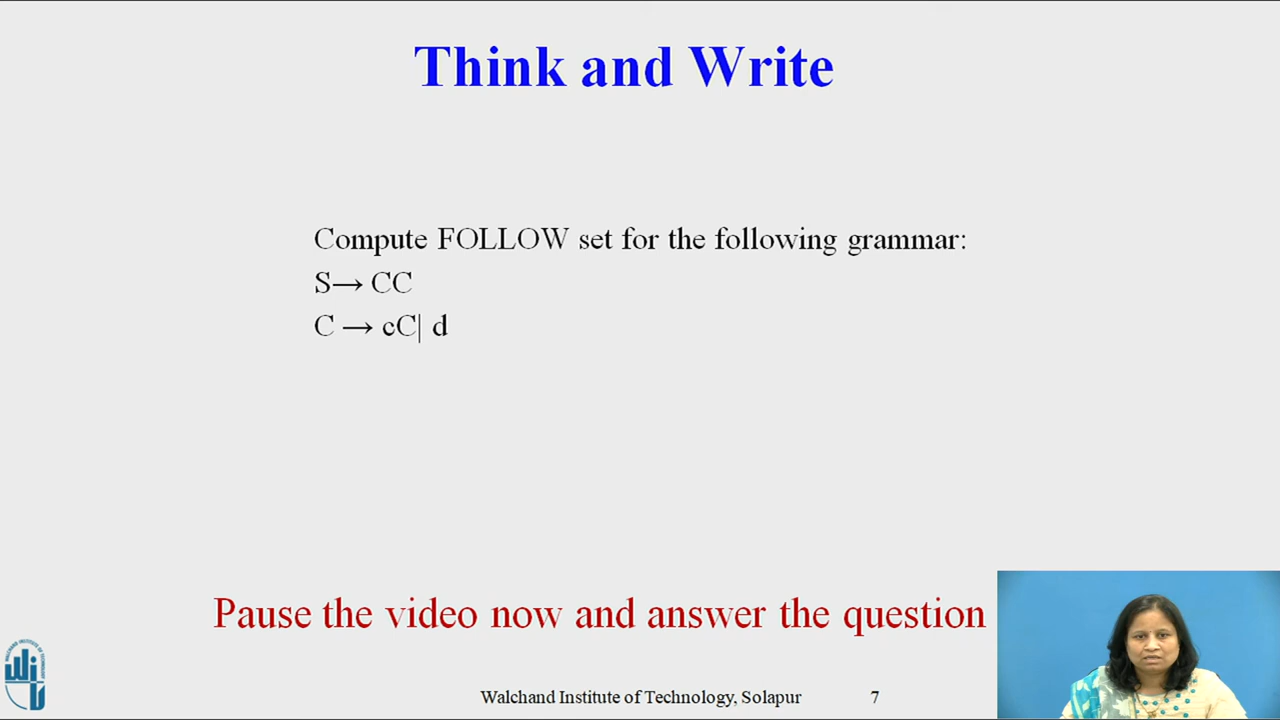 Think and Write
Compute FOLLOW set for the following grammar:
S→ CC
C → cC| d
Pause the video now and answer the question
Walchand Institute of Technology, Solapur 7